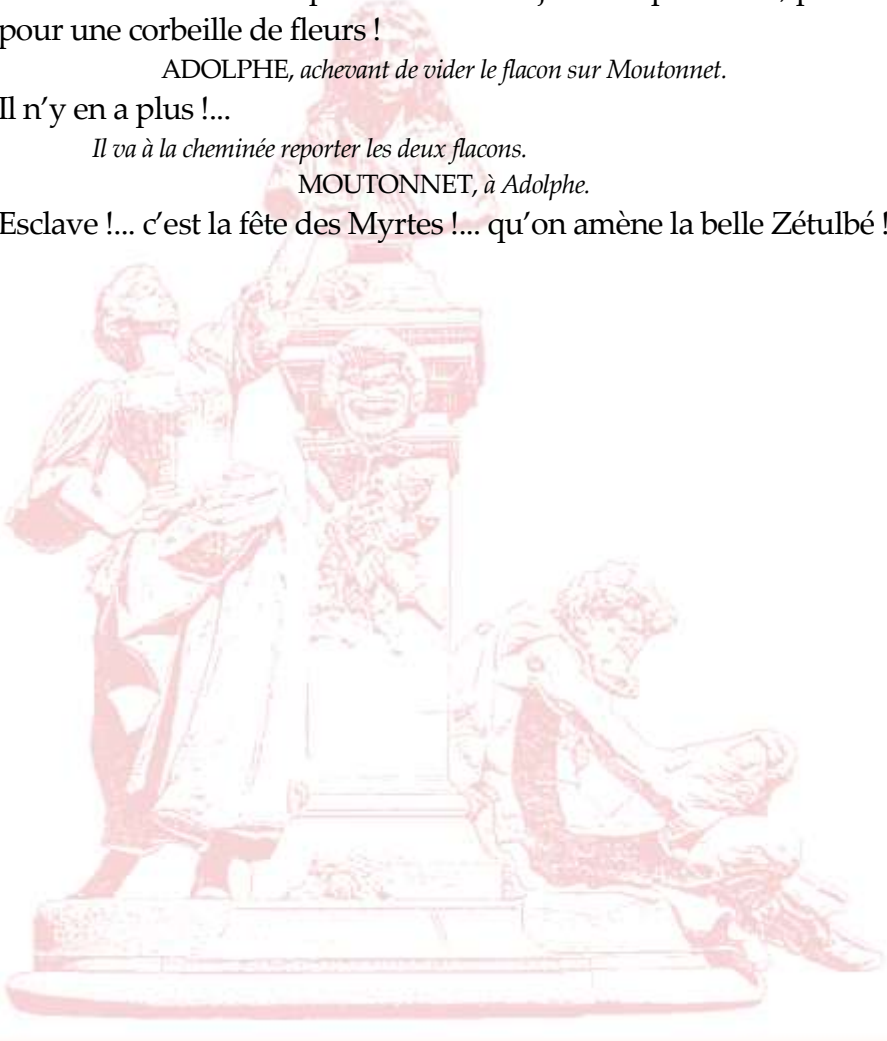 pour une corbeille de fleurs !
ADOLPHE, achevant de vider le flacon sur Moutonnet.
Il n’y en a plus !...
Il va à la cheminée reporter les deux flacons.
MOUTONNET, à Adolphe.
Esclave !... c’est la fête des Myrtes !... qu’on amène la belle Zétulbé !